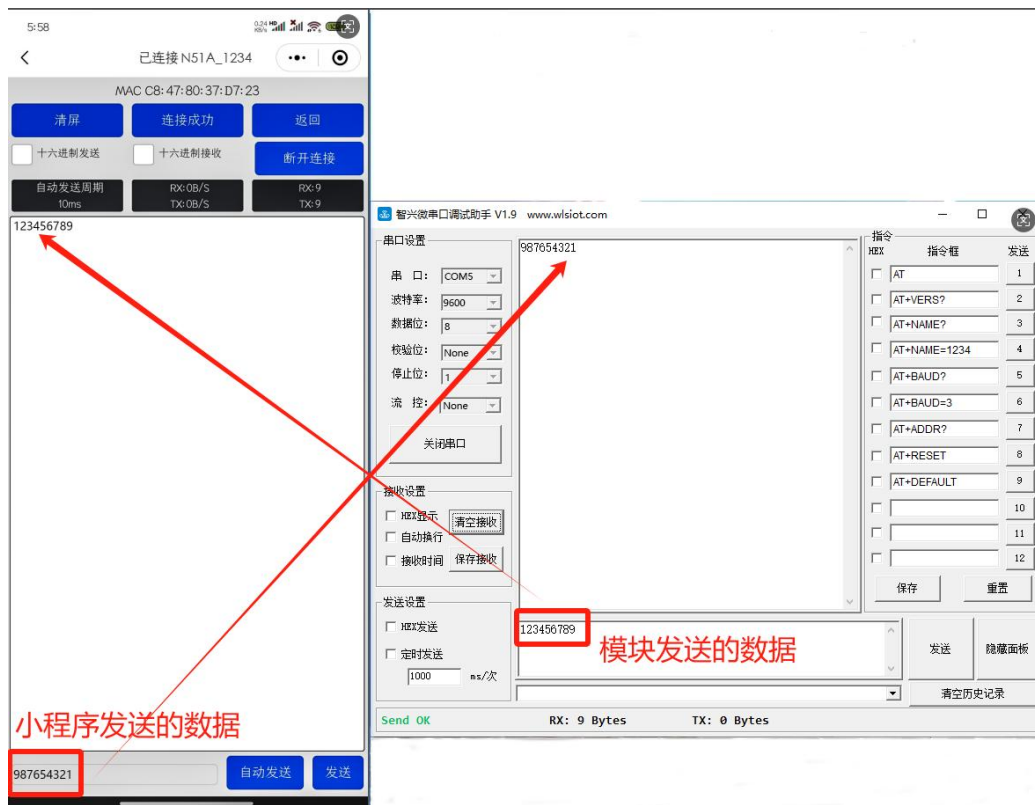 5:58
0.24 KB/s HD
已连接 N51A_1234
MAC C8:47:80:37:D7:23
清屏 连接成功 返回
十六进制发送 十六进制接收 断开连接
自动发送周期 RX:0B/S RX:9
10ms TX:0B/S TX:9
123456789
小程序发送的数据
987654321
自动发送 发送
智兴微串口调试助手 V1.9 www.wlsiot.com
串口设置
串 口: COM5
波特率: 9600
数据位: 8
校验位: None
停止位: 1
流 控: None
关闭串口
接收设置
HEX显示 清空接收
自动换行
接收时间 保存接收
发送设置
HEX发送
定时发送
1000 ms/次
987654321
123456789
模块发送的数据
指令
HEX 指令框 发送
AT 1
AT+VERS? 2
AT+NAME? 3
AT+NAME=1234 4
AT+BAUD? 5
AT+BAUD=3 6
AT+ADDR? 7
AT+RESET 8
AT+DEFAULT 9
10
11
12
保存 重置
发送 隐藏面板
清空历史记录
Send OK RX: 9 Bytes TX: 0 Bytes